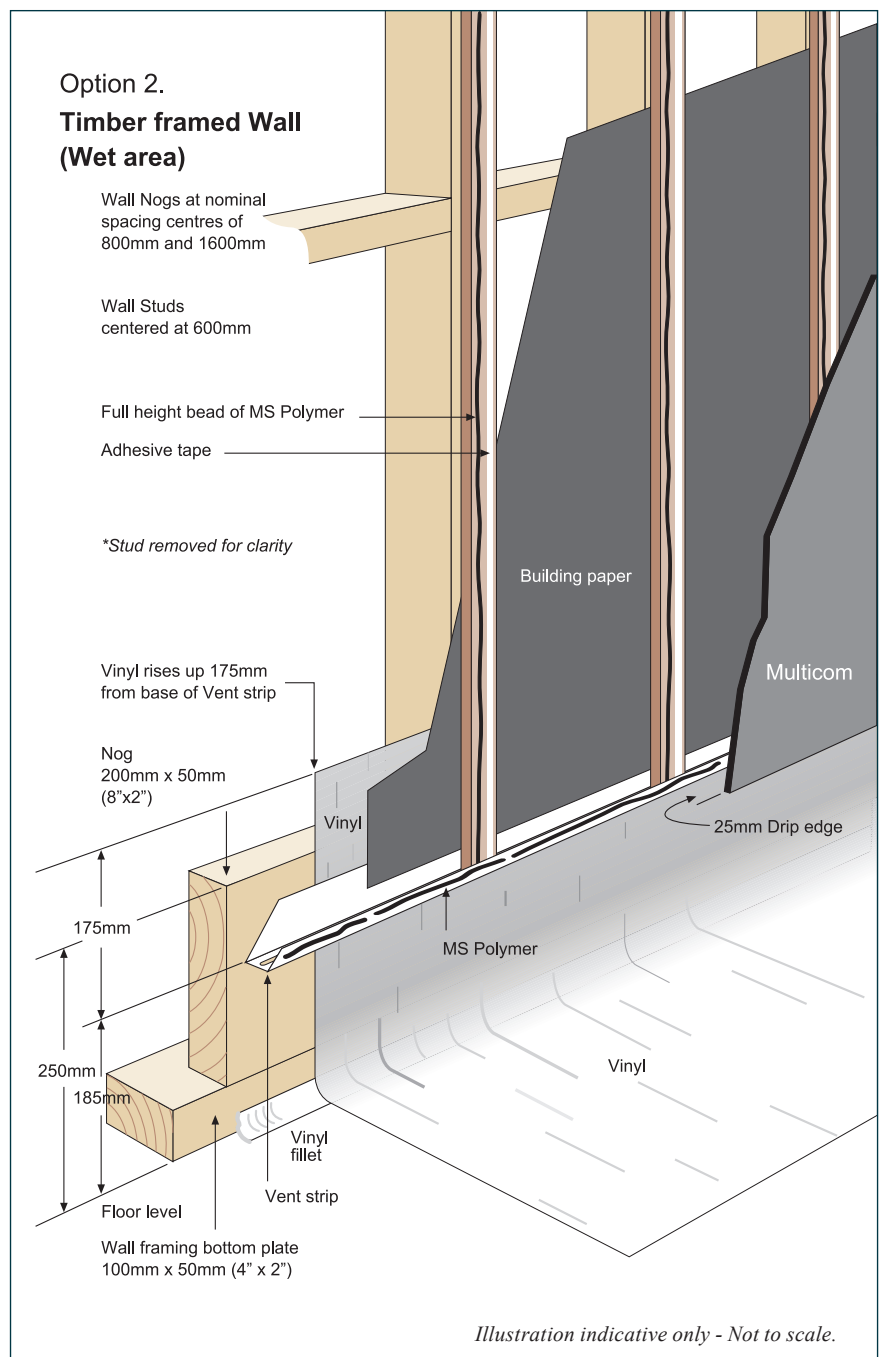 Option 2.
Timber framed Wall
(Wet area)
Wall Nogs at nominal
spacing centres of
800mm and 1600mm
Wall Studs
centered at 600mm
Full height bead of MS Polymer
Adhesive tape
*Stud removed for clarity
Building paper
Multicom
Vinyl rises up 175mm
from base of Vent strip
Nog
200mm x 50mm
(8”x2”)
Vinyl
25mm Drip edge
175mm
MS Polymer
250mm
185mm
Vinyl
Vinyl
fillet
Vent strip
Floor level
Wall framing bottom plate
100mm x 50mm (4” x 2”)
Illustration indicative only - Not to scale.